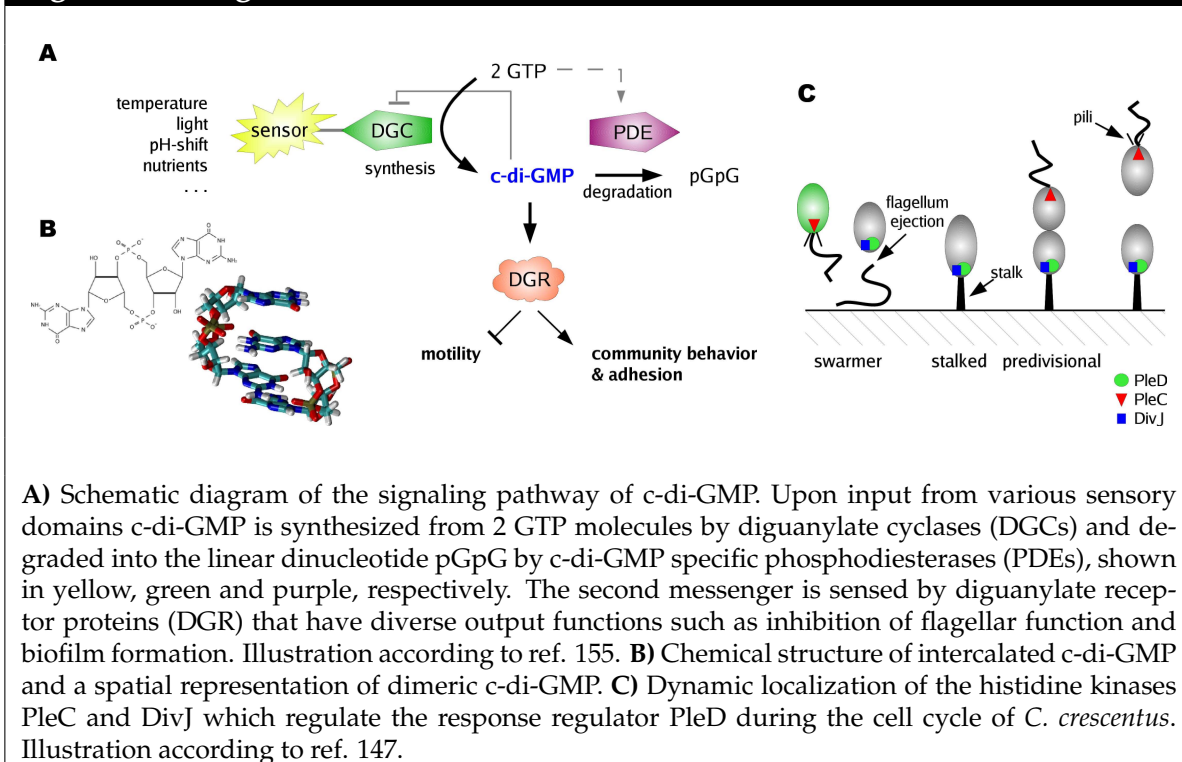 A
2 GTP
C
temperature
light
pH-shift
nutrients
. . .
sensor
DGC
PDE
synthesis
c-di-GMP
degradation
pGpG
pili
flagellum
ejection
stalk
B
O
N
NH
NH₂
HO
OH
P
O⁻
H₂N
HN
DGR
motility
community behavior
& adhesion
swarmer
stalked
predivisional
PleD
PleC
DivJ
A) Schematic diagram of the signaling pathway of c-di-GMP. Upon input from various sensory
domains c-di-GMP is synthesized from 2 GTP molecules by diguanylate cyclases (DGCs) and de-
graded into the linear dinucleotide pGpG by c-di-GMP specific phosphodiesterases (PDEs), shown
in yellow, green and purple, respectively. The second messenger is sensed by diguanylate recep-
tor proteins (DGR) that have diverse output functions such as inhibition of flagellar function and
biofilm formation. Illustration according to ref. 155. B) Chemical structure of intercalated c-di-GMP
and a spatial representation of dimeric c-di-GMP. C) Dynamic localization of the histidine kinases
PleC and DivJ which regulate the response regulator PleD during the cell cycle of C. crescentus.
Illustration according to ref. 147.